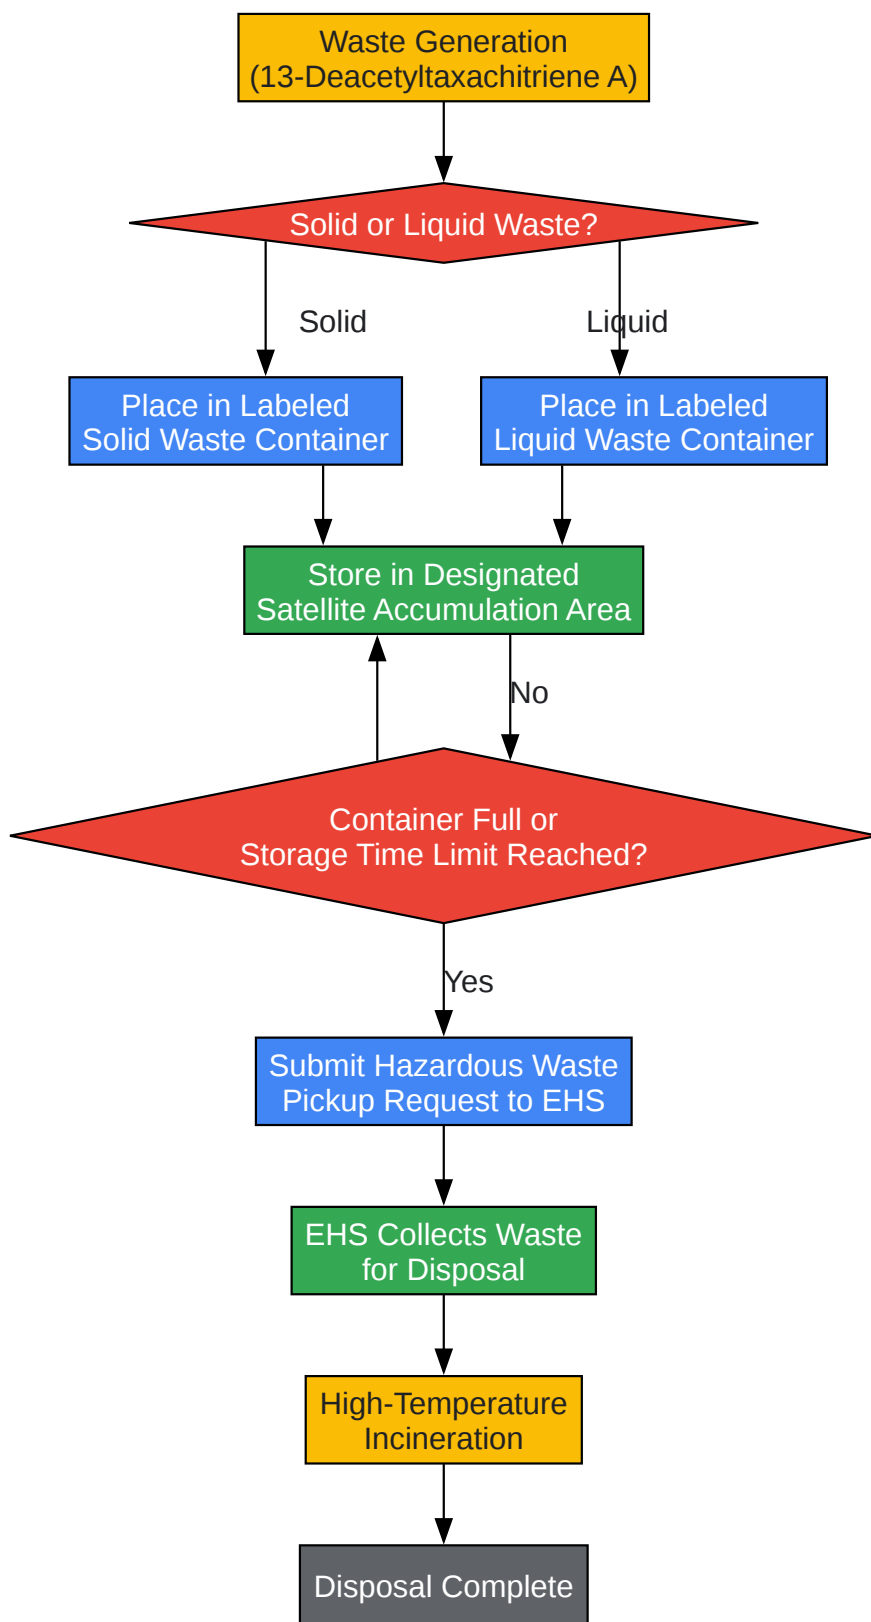 Waste Generation
(13-Deacetyltaxachitriene A)
Solid or Liquid Waste?
Solid
Liquid
Place in Labeled
Solid Waste Container
Place in Labeled
Liquid Waste Container
Store in Designated
Satellite Accumulation Area
No
Container Full or
Storage Time Limit Reached?
Yes
Submit Hazardous Waste
Pickup Request to EHS
EHS Collects Waste
for Disposal
High-Temperature
Incineration
Disposal Complete